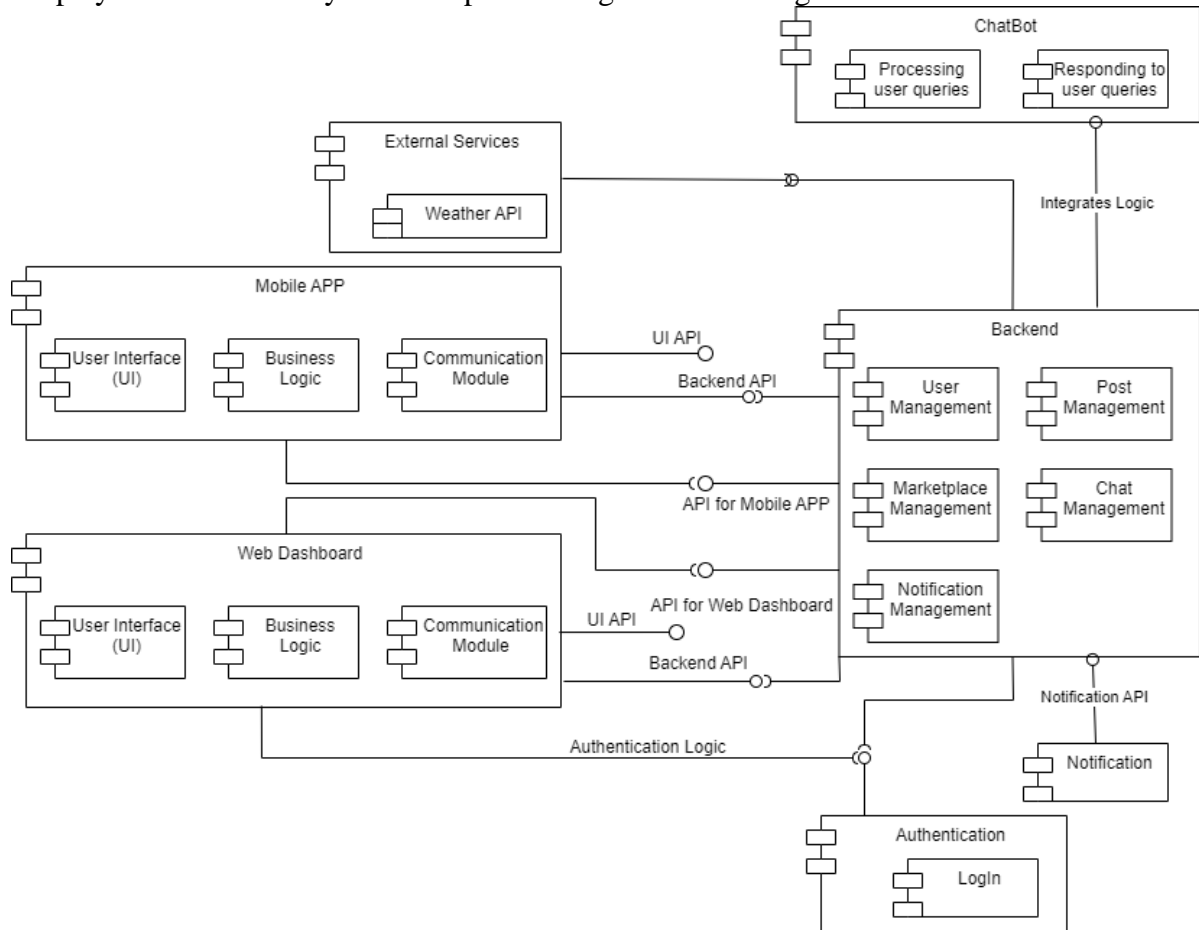 ChatBot
Processing
user queries
Responding to
user queries
External Services
Weather API
Integrates Logic
Mobile APP
User Interface
(UI)
Business
Logic
Communication
Module
UI API
Backend API
API for Mobile APP
Backend
User
Management
Post
Management
Marketplace
Management
Chat
Management
Notification
Management
Web Dashboard
User Interface
(UI)
Business
Logic
Communication
Module
API for Web Dashboard
UI API
Backend API
Notification API
Authentication Logic
Notification
Authentication
LogIn